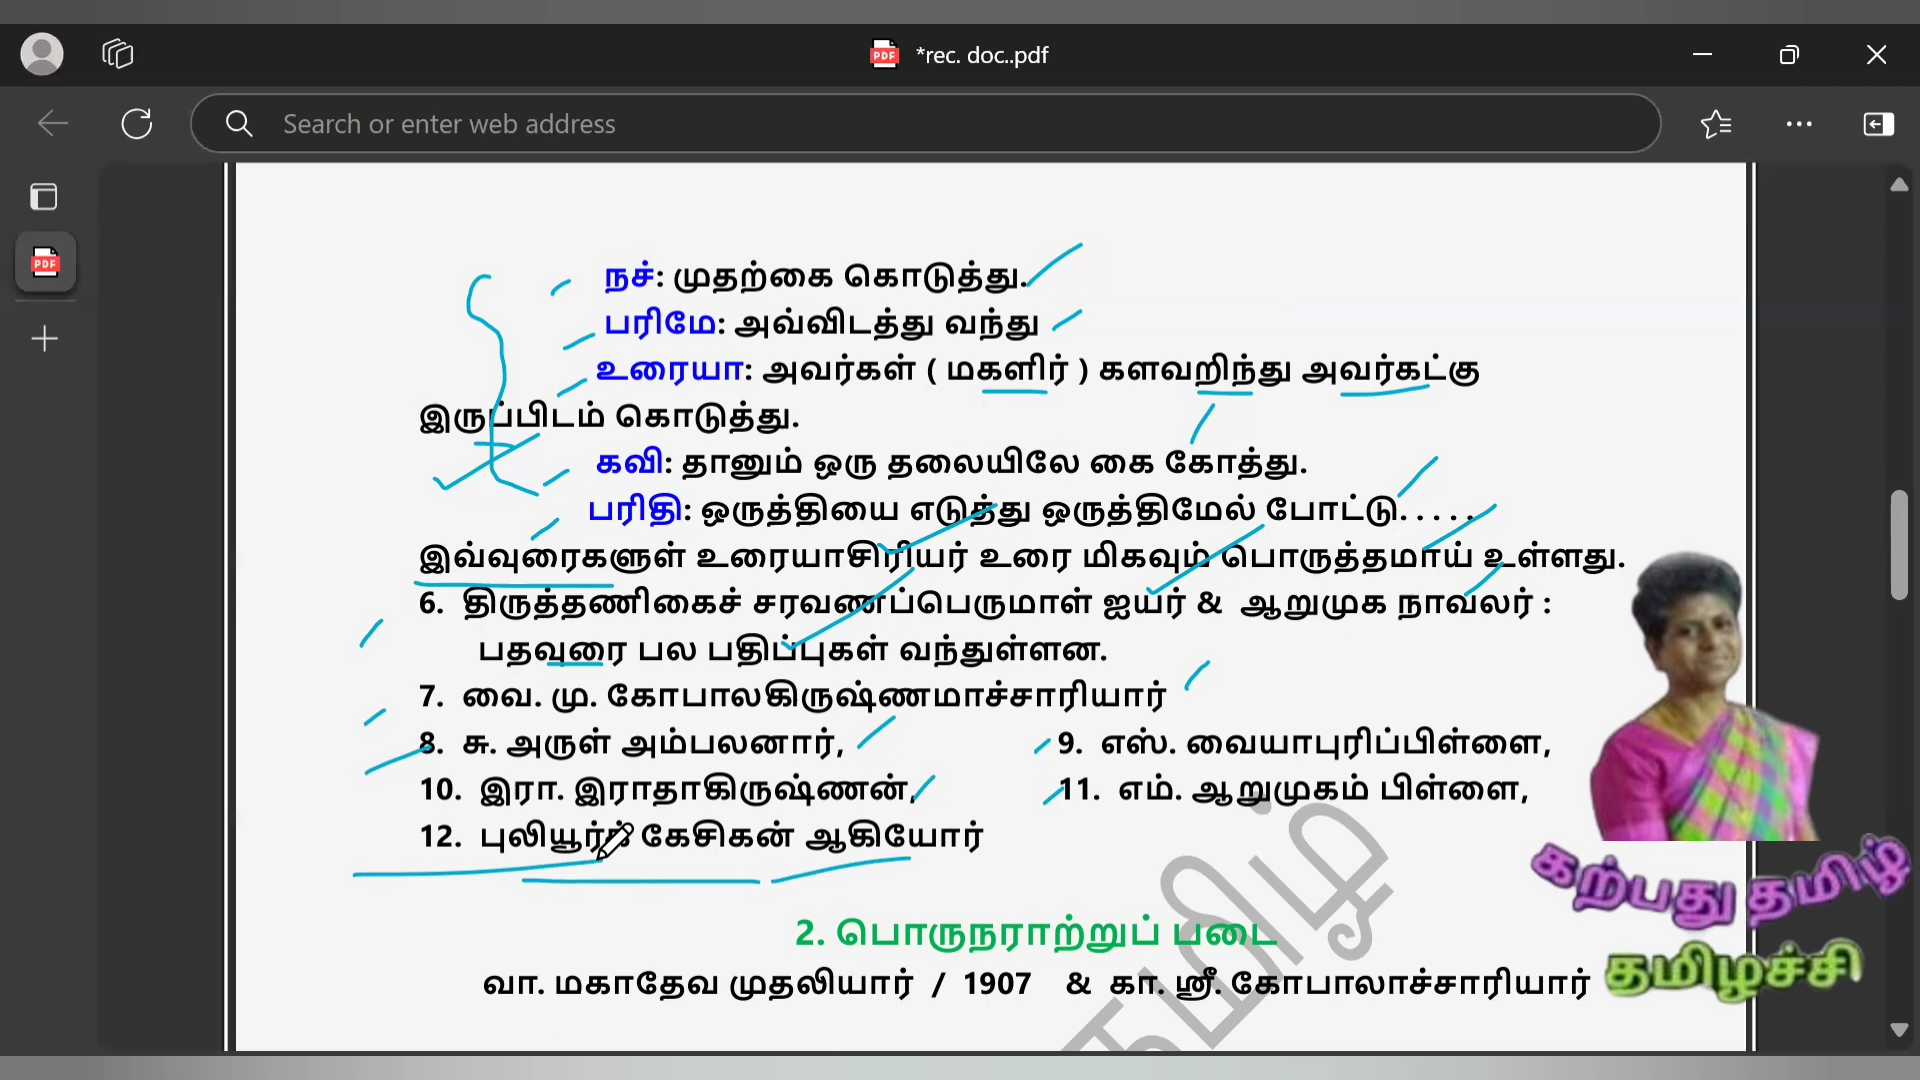 *rec. doc..pdf
Search or enter web address
நச்: முதற்கை கொடுத்து.
பரிமே: அவ்விடத்து வந்து
உரையா: அவர்கள் ( மகளிர் ) களவறிந்து அவர்கட்கு
இருப்பிடம் கொடுத்து.
கவி: தானும் ஒரு தலையிலே கை கோத்து.
பரிதி: ஒருத்தியை எடுத்து ஒருத்திமேல் போட்டு.....
இவ்வுரைகளுள் உரையாசிரியர் உரை மிகவும் பொருத்தமாய் உள்ளது.
6. திருத்தணிகைச் சரவணப்பெருமாள் ஐயர் & ஆறுமுக நாவலர் :
பதவுரை பல பதிப்புகள் வந்துள்ளன.
7. வை. மு. கோபாலகிருஷ்ணமாச்சாரியார்
8. சு. அருள் அம்பலனார், 9. எஸ். வையாபுரிப்பிள்ளை,
10. இரா. இராதாகிருஷ்ணன், 11. எம். ஆறுமுகம் பிள்ளை,
12. புலியூர்க் கேசிகன் ஆகியோர்
2. பொருநராற்றுப் படை
வா. மகாதேவ முதலியார் / 1907 & கா. ஸ்ரீ. கோபாலாச்சாரியார்
கற்பது தமிழ்
தமிழச்சி